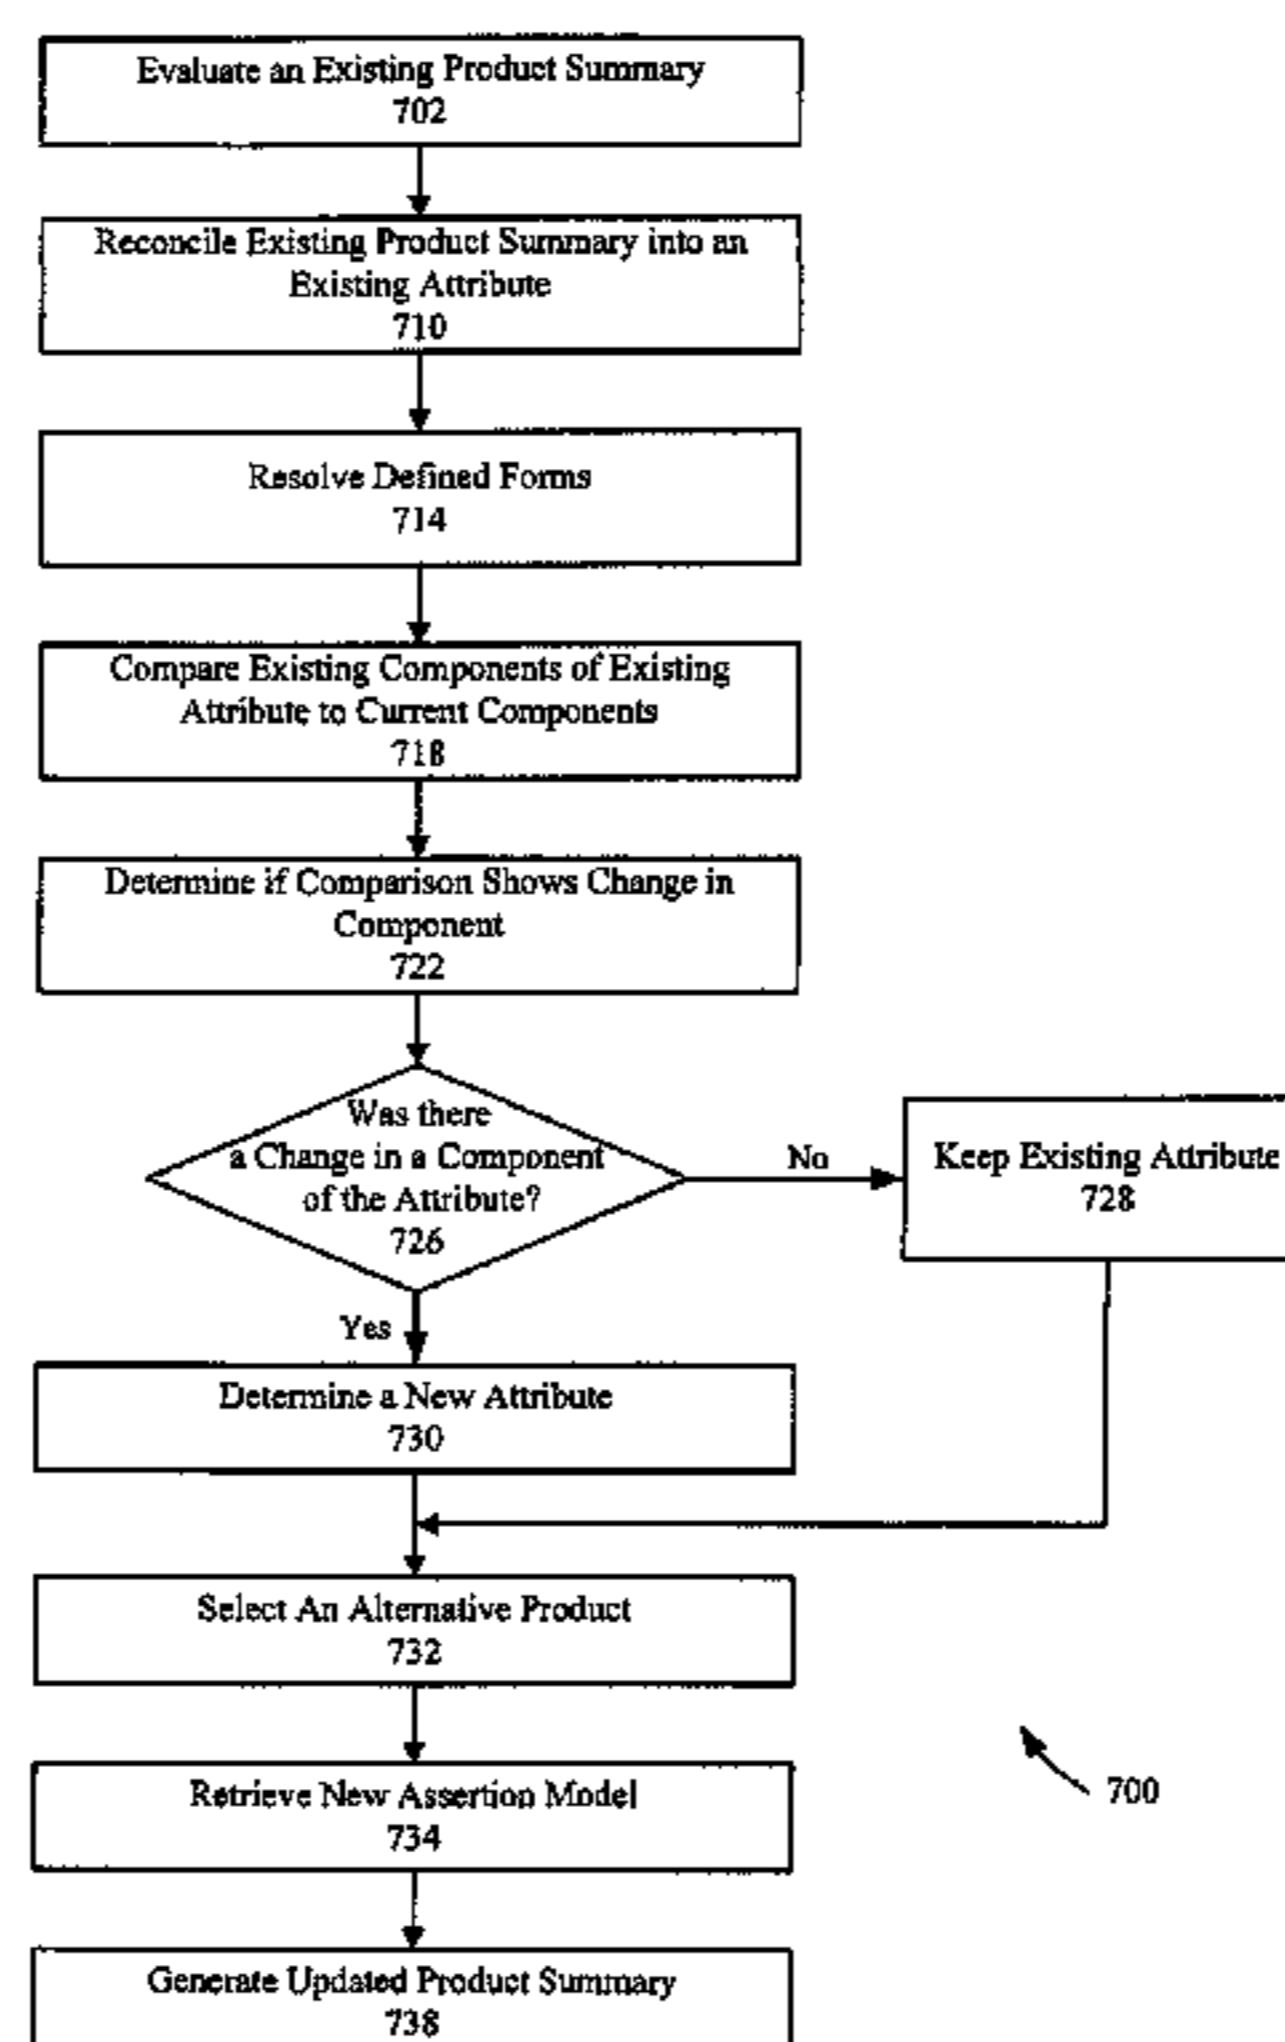 Evaluate an Existing Product Summary
702
Reconcile Existing Product Summary into an
Existing Attribute
710
Resolve Defined Forms
714
Compare Existing Components of Existing
Attribute to Current Components
718
Determine if Comparison Shows Change in
Component
722
Was there
a Change in a Component
of the Attribute?
726
No
Keep Existing Attribute
728
Yes
Determine a New Attribute
730
Select An Alternative Product
732
Retrieve New Assertion Model
734
700
Generate Updated Product Summary
738